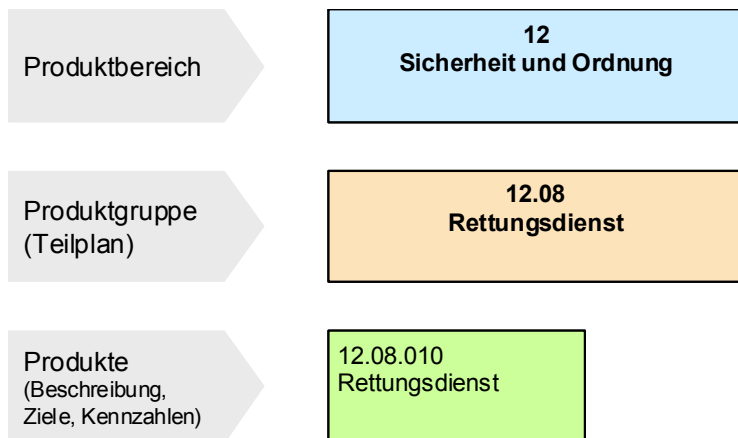 Produktbereich
12
Sicherheit und Ordnung
Produktgruppe
(Teilplan)
12.08
Rettungsdienst
Produkte
(Beschreibung,
Ziele, Kennzahlen)
12.08.010
Rettungsdienst